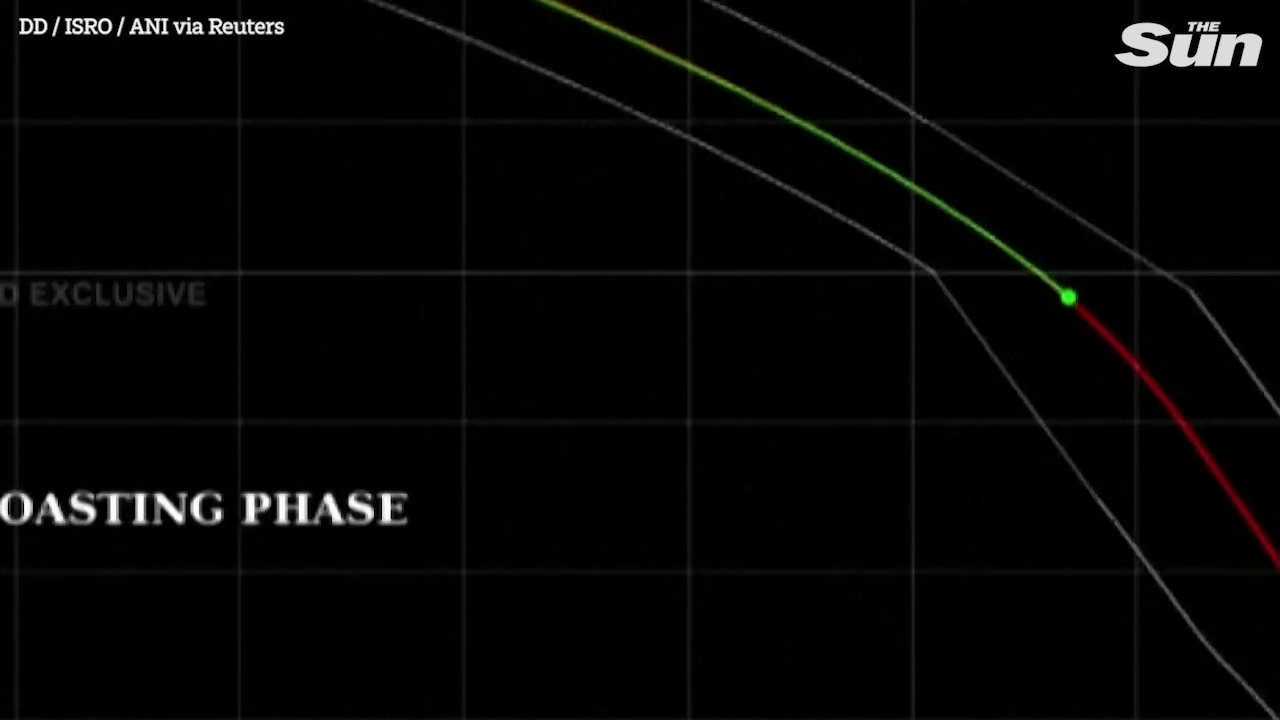 DD / ISRO / ANI via Reuters
THE
Sun
D EXCLUSIVE
OASTING PHASE